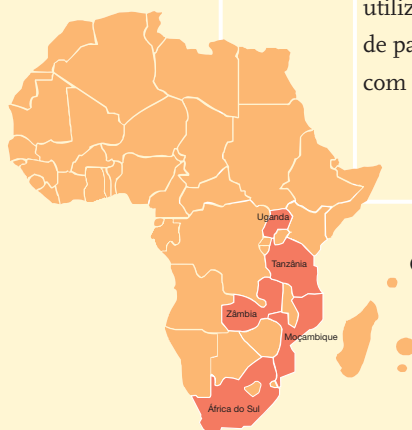 utiliz
de pa
com
Uganda
Tanzânia
Zâmbia
Moçambique
África do Sul